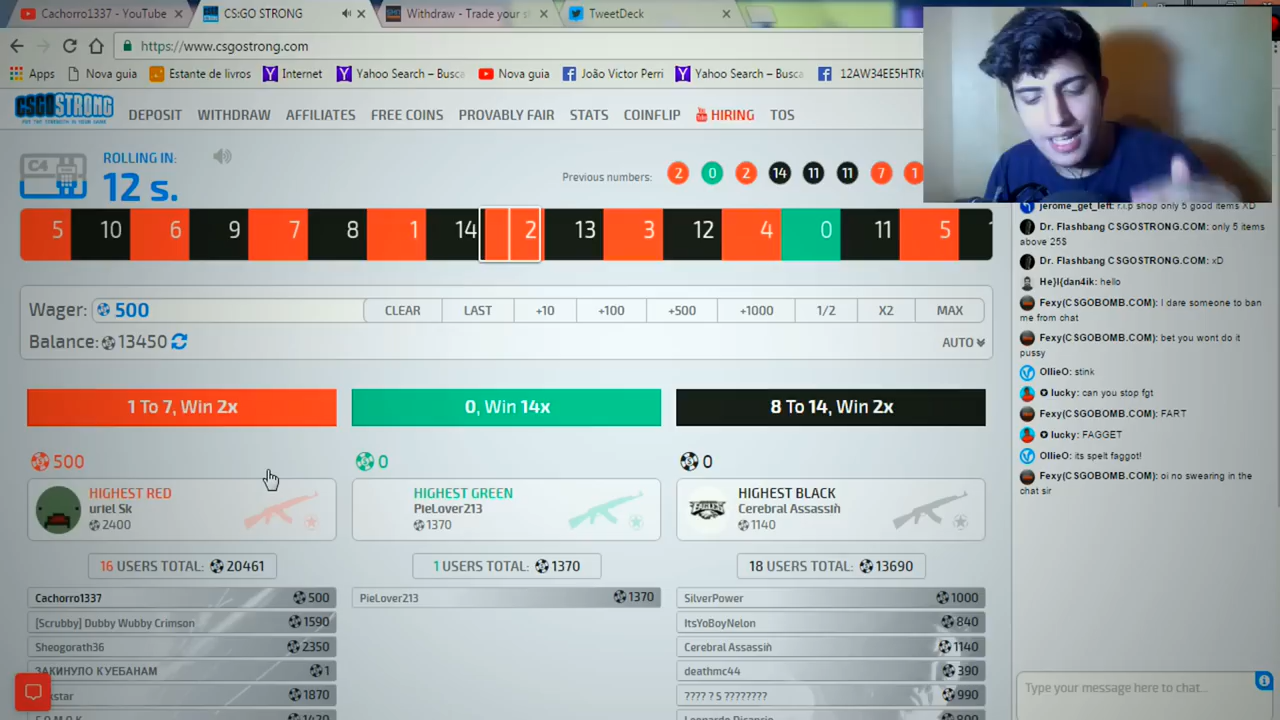 Cachorro1337 - YouTube
CS:GO STRONG
Withdraw - Trade your s
TweetDeck
https://www.csgostrong.com
Apps
Nova guia
Estante de livros
Internet
Yahoo Search – Busca
Nova guia
João Victor Perri
Yahoo Search – Busca
12AW34EE5HTR
CSGOSTRONG
DEPOSIT
WITHDRAW
AFFILIATES
FREE COINS
PROVABLY FAIR
STATS
COINFLIP
HIRING
TOS
C4
ROLLING IN:
12 s.
Previous numbers:
2 0 2 14 11 11 7 1
5 10 6 9 7 8 1 14 2 13 3 12 4 0 11 5
Wager: 500
CLEAR
LAST
+10
+100
+500
+1000
1/2
X2
MAX
Balance: 13450
AUTO
1 To 7, Win 2x
0, Win 14x
8 To 14, Win 2x
500
0
0
HIGHEST RED
uriel Sk
2400
HIGHEST GREEN
PieLover213
1370
HIGHEST BLACK
Cerebral Assassiñ
1140
16 USERS TOTAL: 20461
1 USERS TOTAL: 1370
18 USERS TOTAL: 13690
Cachorro1337 500
[Scrubby] Dubby Wubby Crimson 1590
Sheogorath36 2350
ЗАКИНУЛО КУЕБАНАМ 1
1870
PieLover213 1370
SilverPower 1000
ItsYoBoyNelon 840
Cerebral Assassiñ 1140
deathmc44 390
???? ? 5 ???????? 990
jerome_get_left: r.i.p shop only 5 good items XD
Dr. Flashbang CSGOSTRONG.COM: only 5 items
above 25$
Dr. Flashbang CSGOSTRONG.COM: xD
He}I{dan4ik: hello
Fexy(CSGOBOMB.COM): I dare someone to ban
me from chat
Fexy(CSGOBOMB.COM): bet you wont do it
pussy
OllieO: stink
lucky: can you stop fgt
Fexy(CSGOBOMB.COM): FART
lucky: FAGGET
OllieO: its spelt faggot!
Fexy(CSGOBOMB.COM): oi no swearing in the
chat sir
Type your message here to chat...